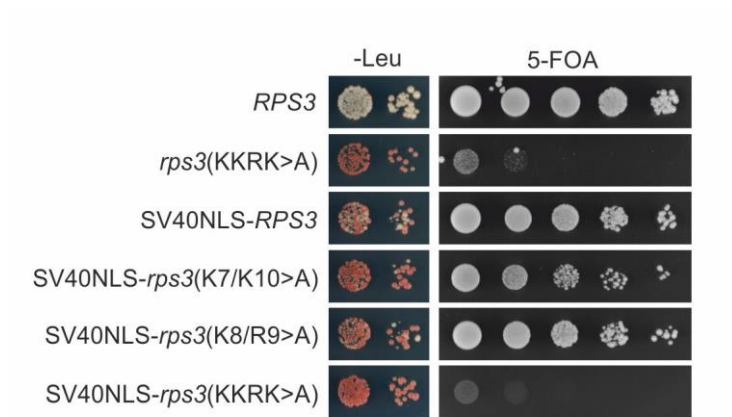 -Leu 5-FOA
RPS3
rps3(KKRK>A)
SV40NLS-RPS3
SV40NLS-rps3(K7/K10>A)
SV40NLS-rps3(K8/R9>A)
SV40NLS-rps3(KKRK>A)